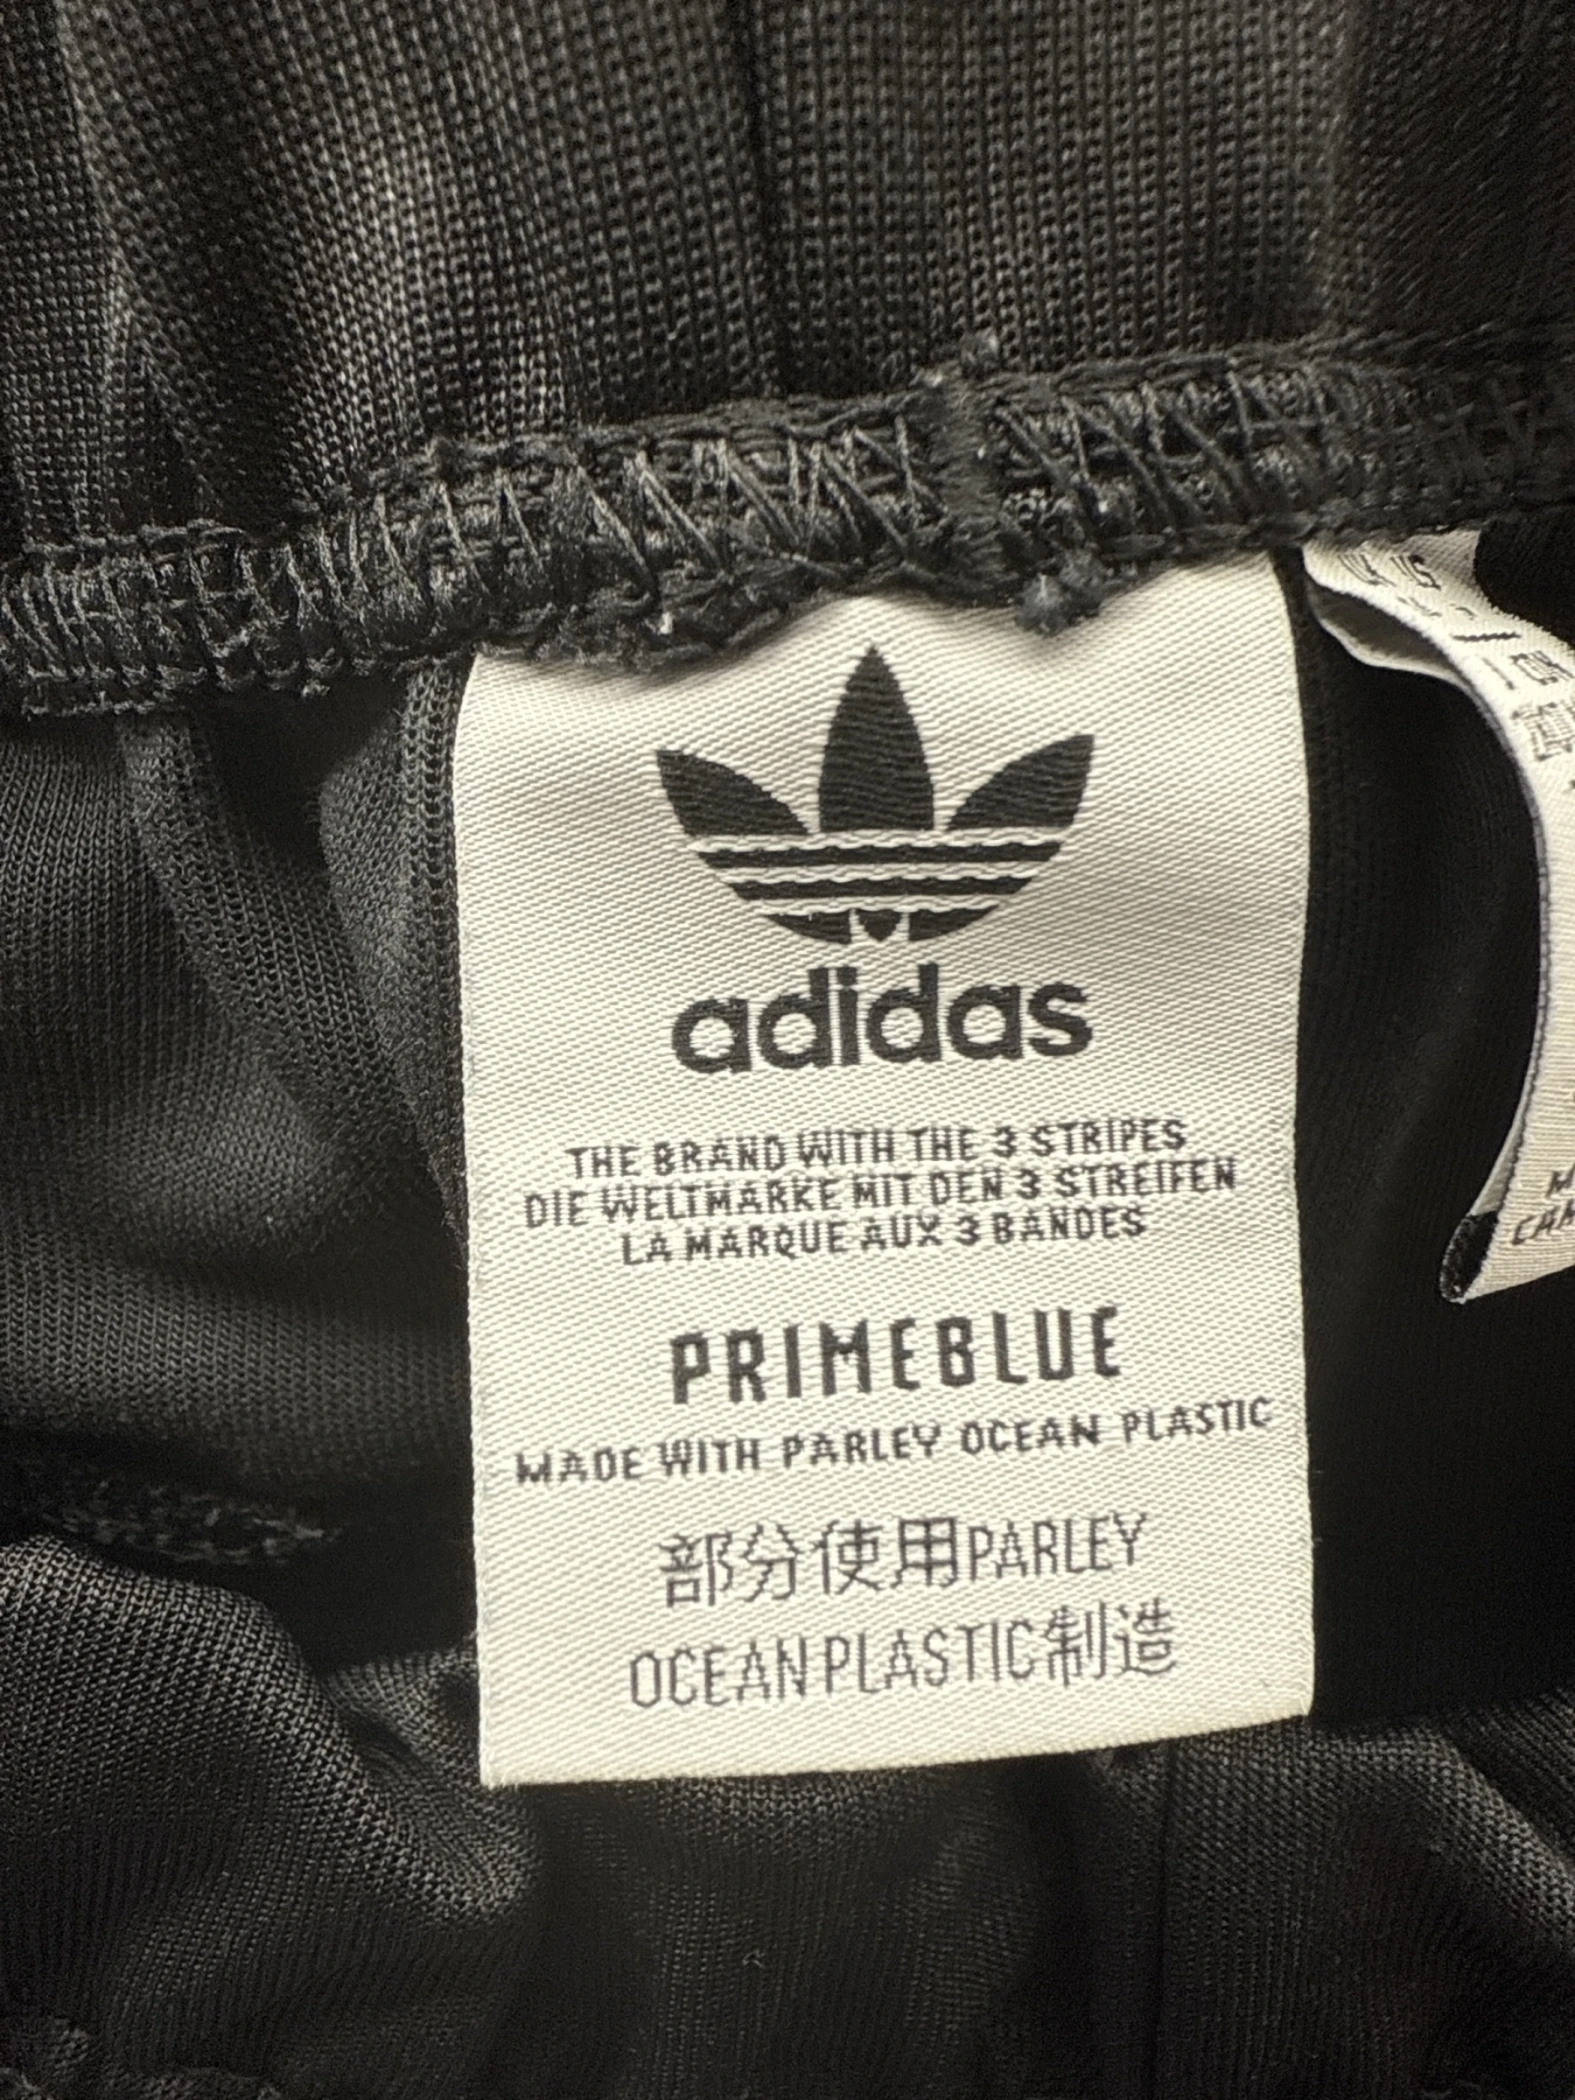 adidas
THE BRAND WITH THE 3 STRIPES
DIE WELTMARKE MIT DEN 3 STREIFEN
LA MARQUE AUX 3 BANDES
PRIMEBLUE
MADE WITH PARLEY OCEAN PLASTIC
部分使用PARLEY
OCEAN PLASTIC制造